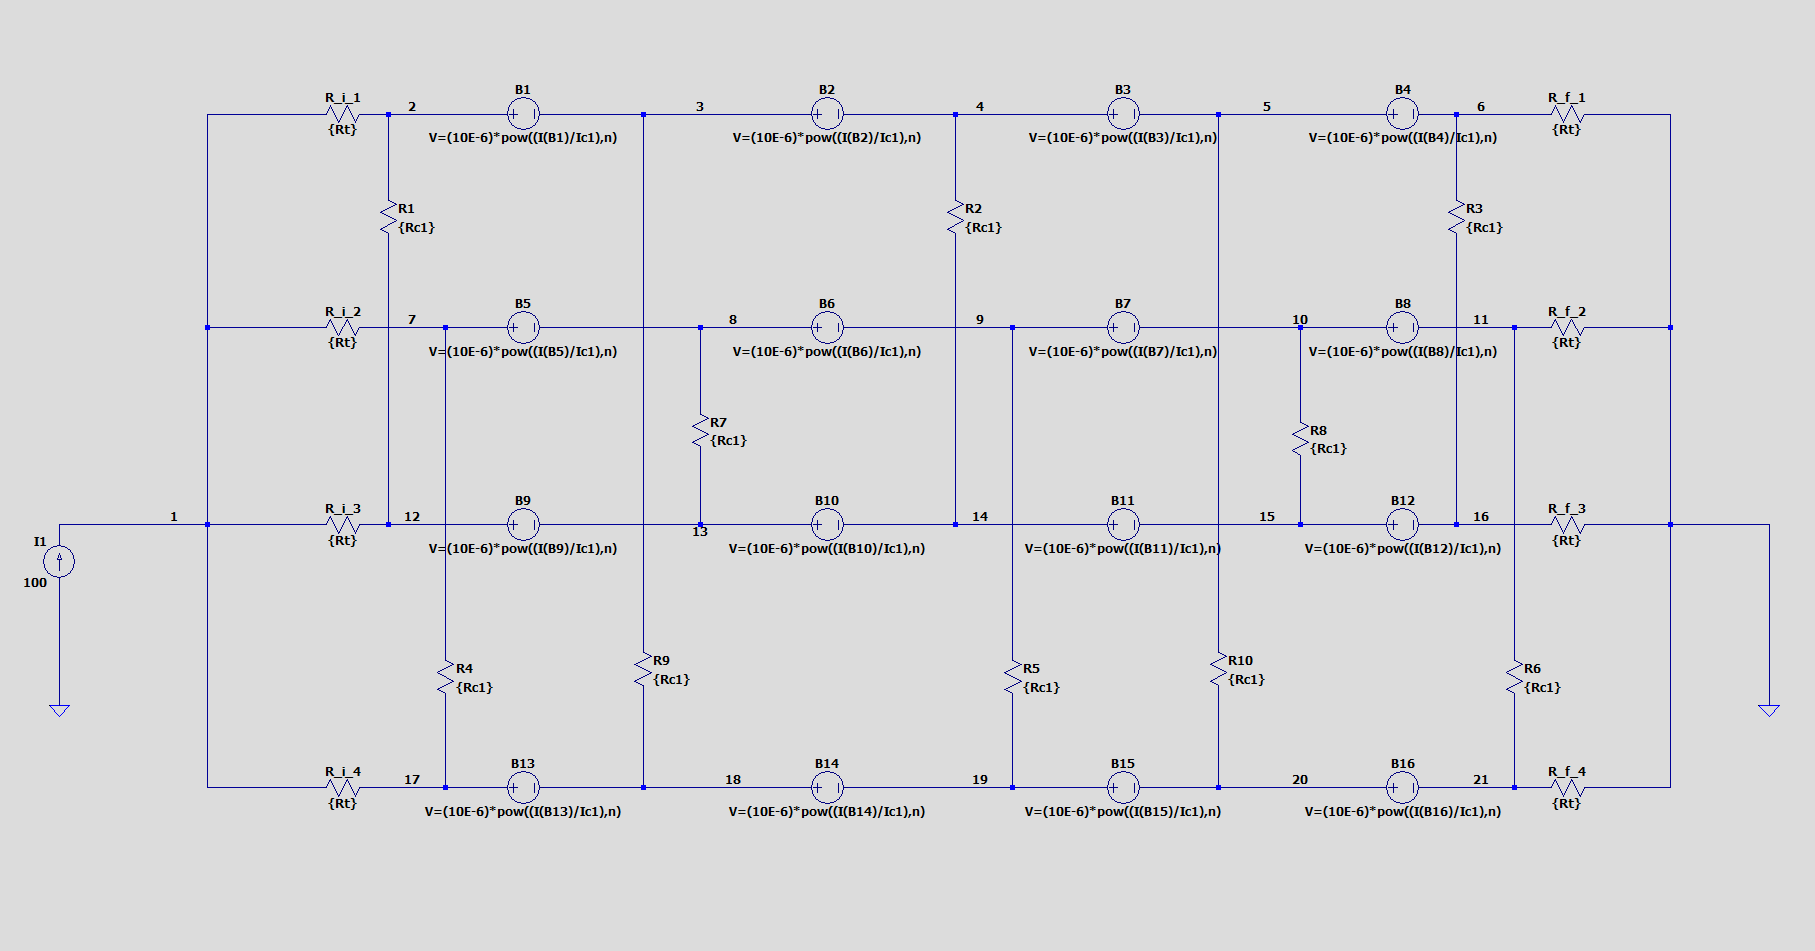 B1
B2
B3
B4
R_i_1
2
3
4
5
6
R_f_1
{Rt}
V=(10E-6)*pow((I(B1)/Ic1),n)
V=(10E-6)*pow((I(B2)/Ic1),n)
V=(10E-6)*pow((I(B3)/Ic1),n)
V=(10E-6)*pow((I(B4)/Ic1),n)
{Rt}
R1
{Rc1}
R2
{Rc1}
R3
{Rc1}
B5
B6
B7
B8
R_i_2
7
8
9
10
11
R_f_2
{Rt}
V=(10E-6)*pow((I(B5)/Ic1),n)
V=(10E-6)*pow((I(B6)/Ic1),n)
V=(10E-6)*pow((I(B7)/Ic1),n)
V=(10E-6)*pow((I(B8)/Ic1),n)
{Rt}
R7
{Rc1}
R8
{Rc1}
B9
B10
B11
B12
1
R_i_3
12
13
14
15
16
R_f_3
{Rt}
V=(10E-6)*pow((I(B9)/Ic1),n)
V=(10E-6)*pow((I(B10)/Ic1),n)
V=(10E-6)*pow((I(B11)/Ic1),n)
V=(10E-6)*pow((I(B12)/Ic1),n)
{Rt}
I1
100
R4
{Rc1}
R9
{Rc1}
R5
{Rc1}
R10
{Rc1}
R6
{Rc1}
B13
B14
B15
B16
R_i_4
17
18
19
20
21
R_f_4
{Rt}
V=(10E-6)*pow((I(B13)/Ic1),n)
V=(10E-6)*pow((I(B14)/Ic1),n)
V=(10E-6)*pow((I(B15)/Ic1),n)
V=(10E-6)*pow((I(B16)/Ic1),n)
{Rt}